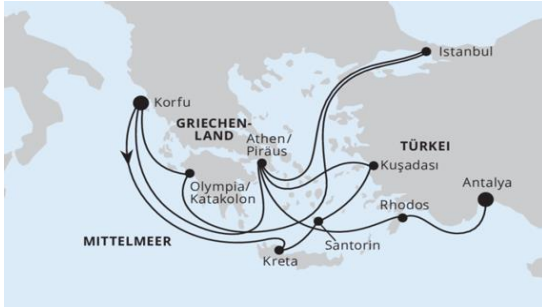 Istanbul
Korfu
GRIECHEN-
LAND
Athen/
Piräus
TÜRKEI
Kuşadası
Olympia/
Katakolon
Antalya
Rhodos
MITTELMEER
Santorin
Kreta